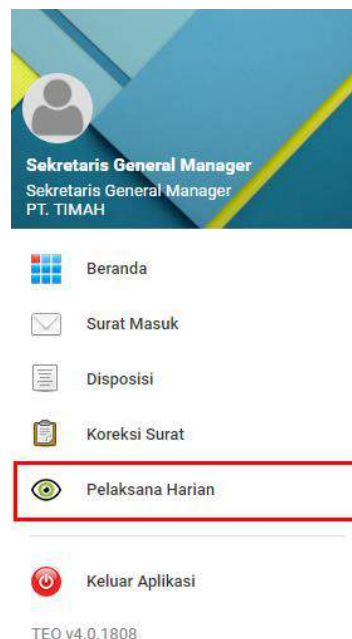 Sekretaris General Manager
Sekretaris General Manager
PT. TIMAH
Beranda
Surat Masuk
Disposisi
Koreksi Surat
Pelaksana Harian
Keluar Aplikasi
TEO v4.0.1808